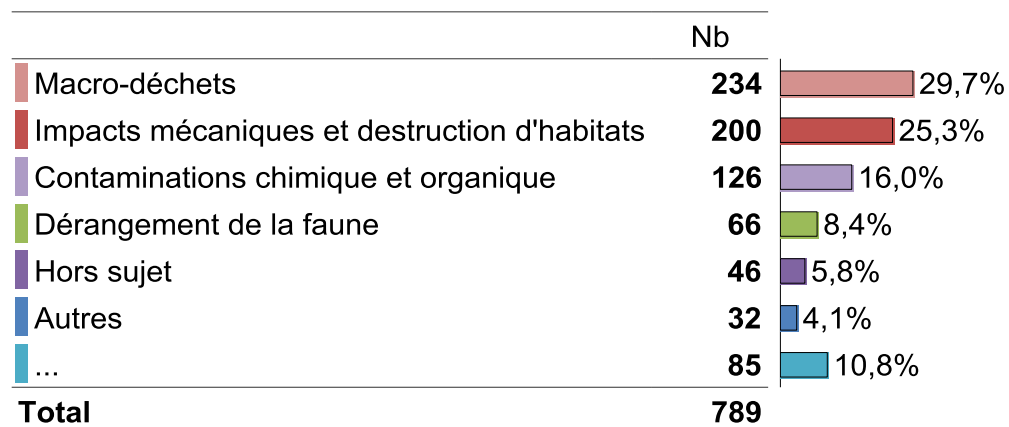 Nb
Macro-déchets 234 29,7%
Impacts mécaniques et destruction d'habitats 200 25,3%
Contaminations chimique et organique 126 16,0%
Dérangement de la faune 66 8,4%
Hors sujet 46 5,8%
Autres 32 4,1%
... 85 10,8%
Total 789